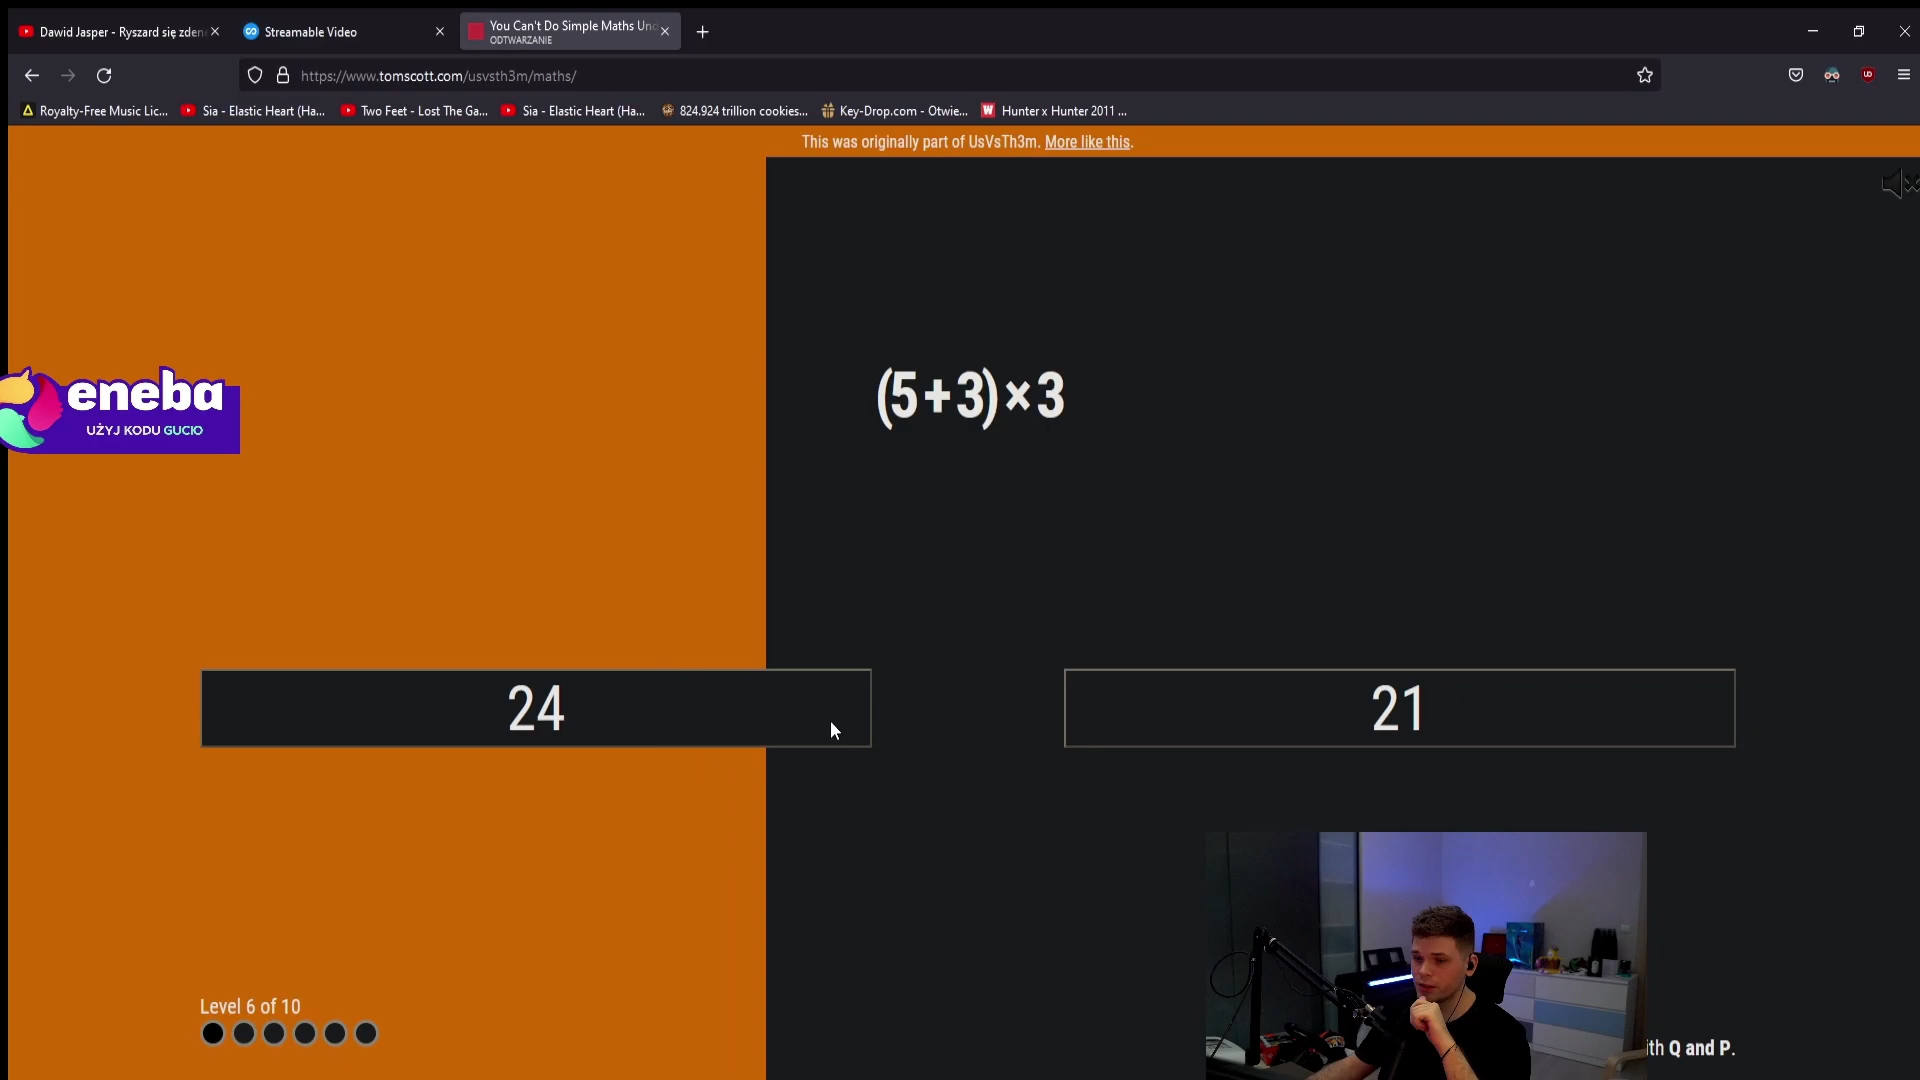 Dawid Jasper - Ryszard się zden
Streamable Video
You Can't Do Simple Maths Und
ODTWARZANIE
https://www.tomscott.com/usvsth3m/maths/
Royalty-Free Music Lic...
Sia - Elastic Heart (Ha...
Two Feet - Lost The Ga...
Sia - Elastic Heart (Ha...
824.924 trillion cookies...
Key-Drop.com - Otwie...
W
Hunter x Hunter 2011 ...
This was originally part of UsVsTh3m. More like this.
(5+3)×3
eneba
UŻYJ KODU GUCIO
24
21
Level 6 of 10
ith Q and P.